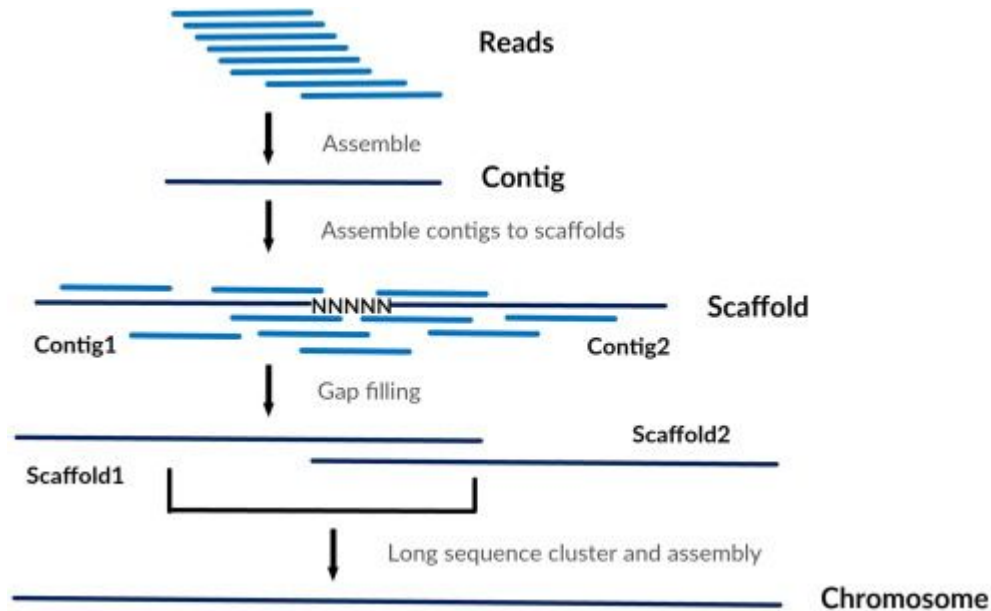 Reads
Assemble
Contig
Assemble contigs to scaffolds
NNNNN
Scaffold
Contig1
Contig2
Gap filling
Scaffold2
Scaffold1
Long sequence cluster and assembly
Chromosome